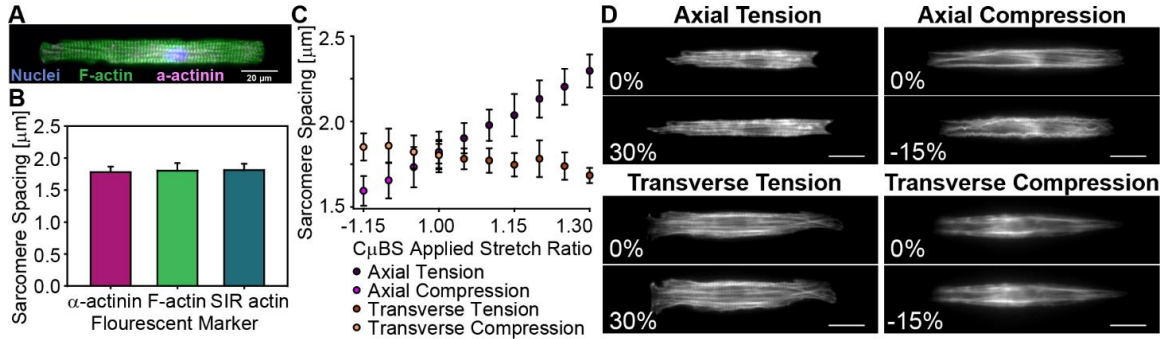 A
Nuclei F-actin a-actinin
20 µm
B
Sarcomere Spacing [µm]
2.5
2.0
1.5
1.0
0.5
0.0
α-actinin F-actin SIR actin
Flourescent Marker
C
Sarcomere Spacing [µm]
2.5
2.0
1.5
-1.15 1.00 1.15 1.30
CµBS Applied Stretch Ratio
Axial Tension
Axial Compression
Transverse Tension
Transverse Compression
D
Axial Tension
0%
30%
Axial Compression
0%
-15%
Transverse Tension
0%
30%
Transverse Compression
0%
-15%